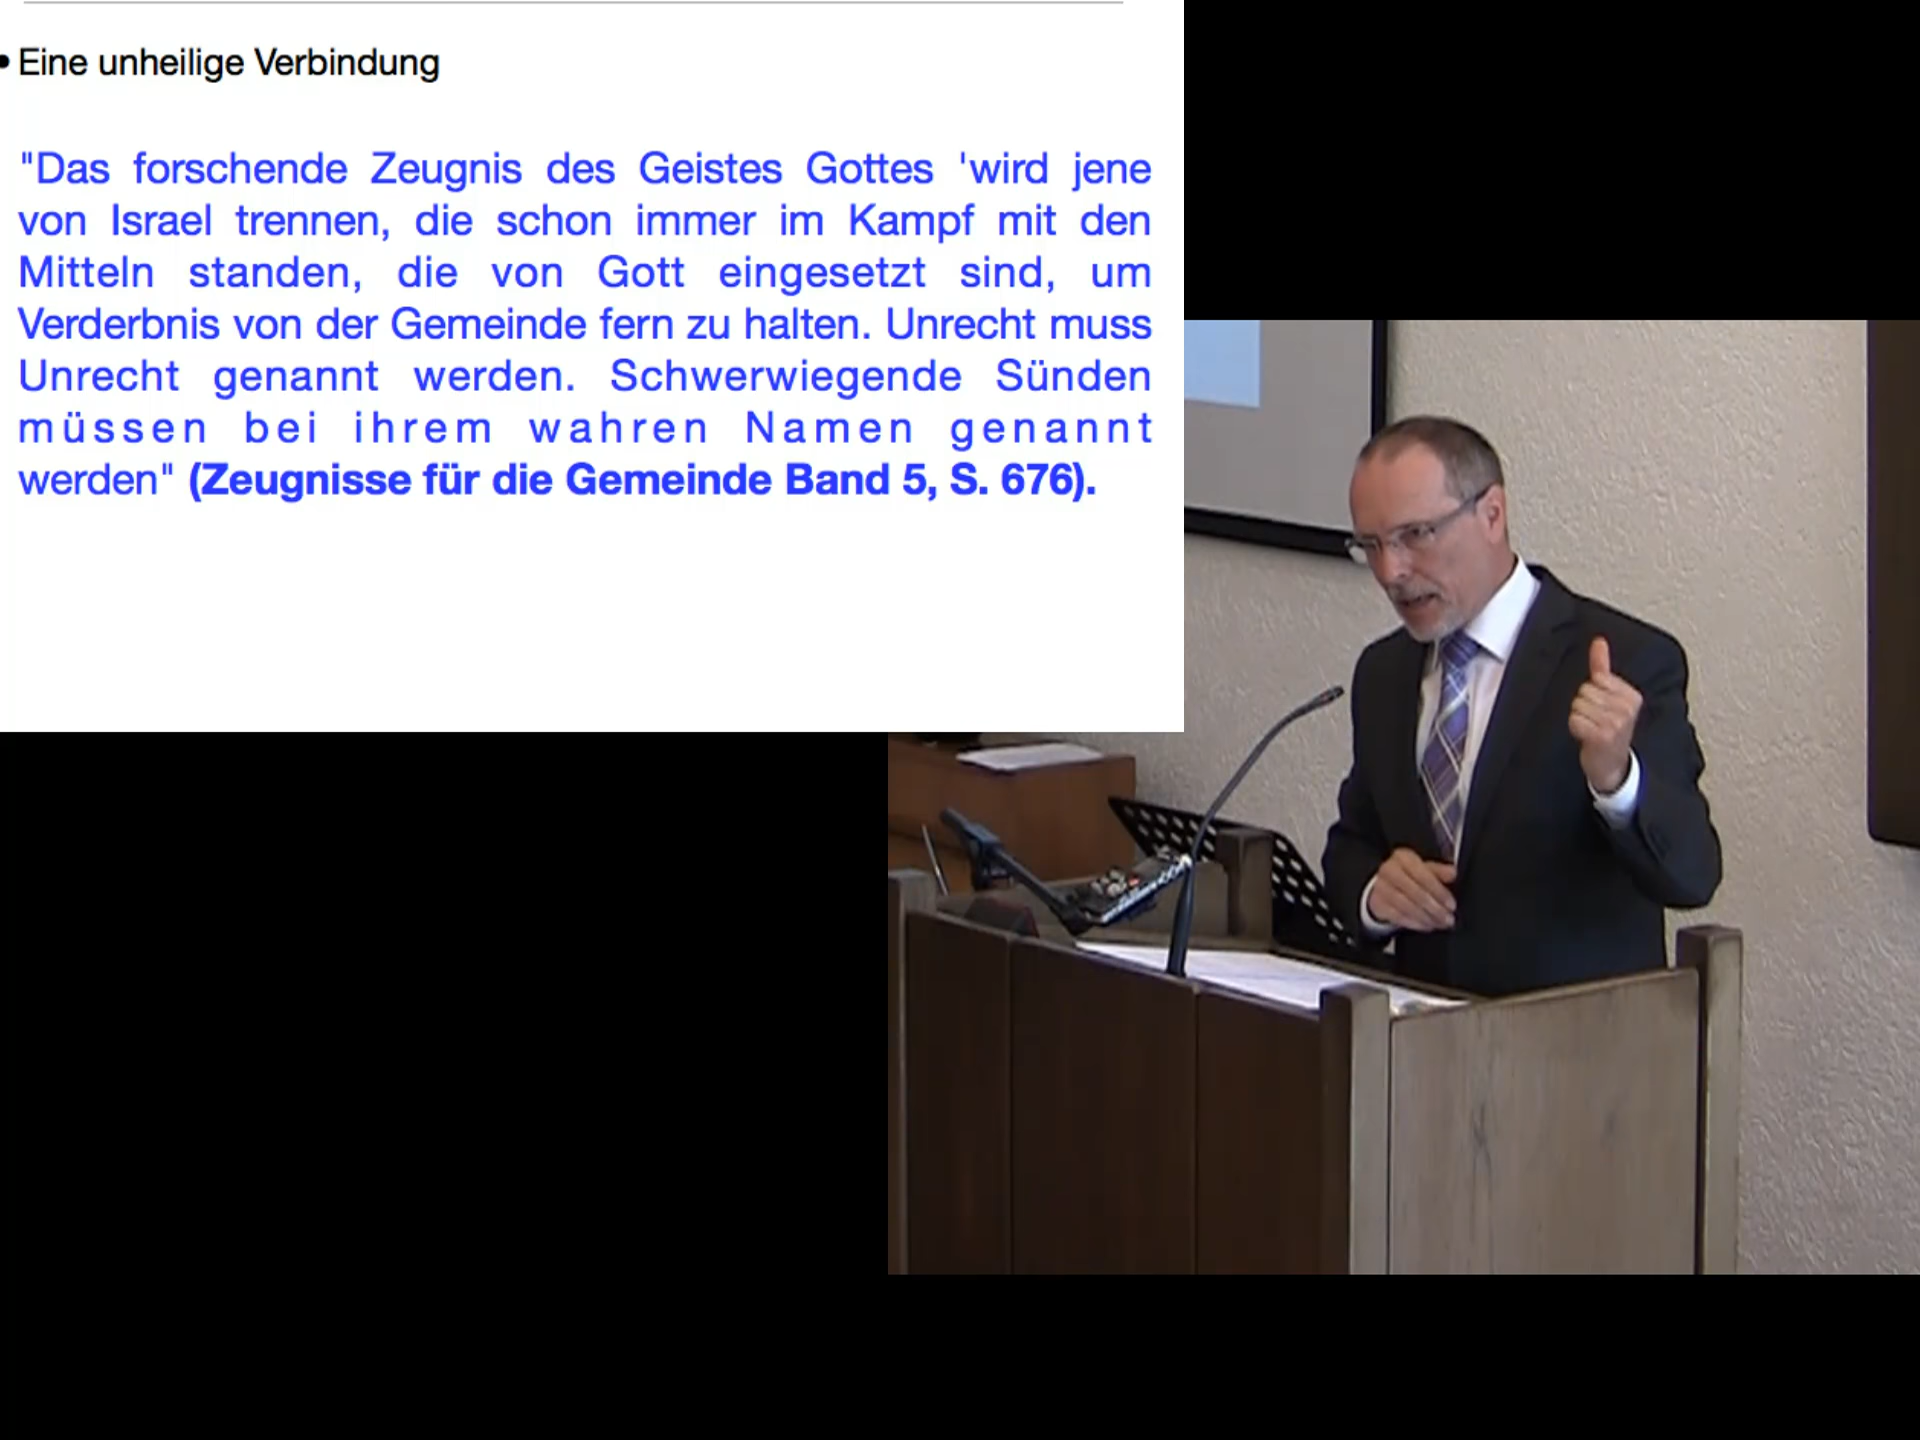 • Eine unheilige Verbindung
"Das forschende Zeugnis des Geistes Gottes 'wird jene
von Israel trennen, die schon immer im Kampf mit den
Mitteln standen, die von Gott eingesetzt sind, um
Verderbnis von der Gemeinde fern zu halten. Unrecht muss
Unrecht genannt werden. Schwerwiegende Sünden
müssen bei ihrem wahren Namen genannt
werden" (Zeugnisse für die Gemeinde Band 5, S. 676).